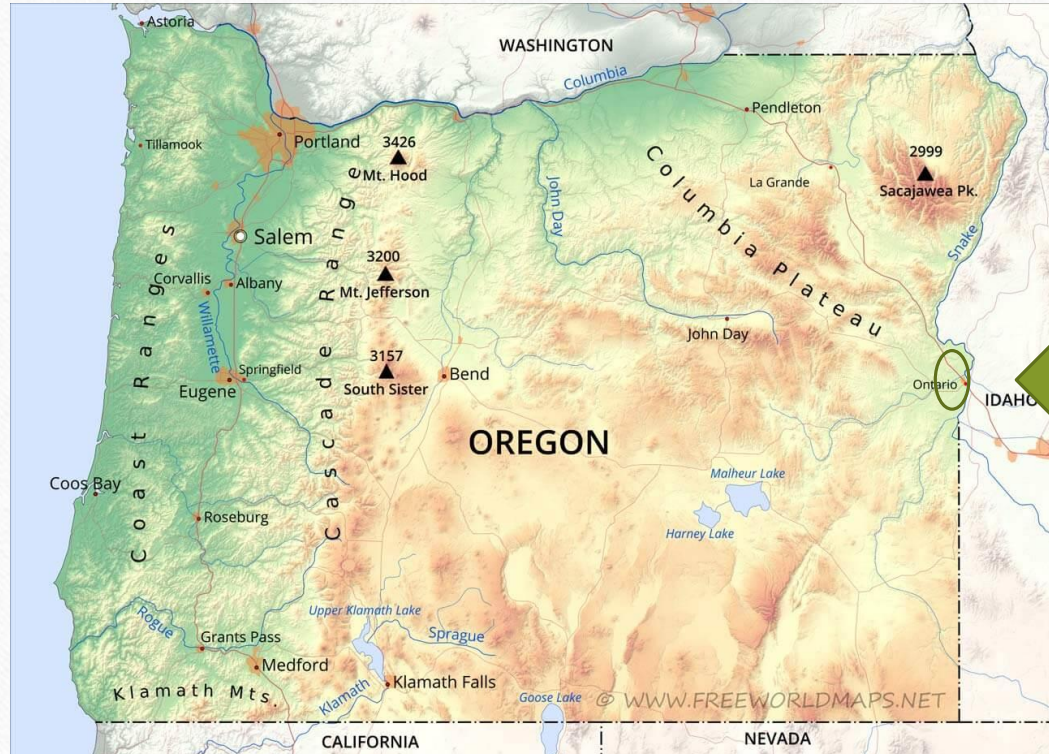 Astoria
WASHINGTON
Columbia
Pendleton
Tillamook
Portland
3426
Mt. Hood
La Grande
2999
Sacajawea Pk.
John Day
Columbia Plateau
Snake
Salem
Coast Ranges
Cascade Range
3200
Mt. Jefferson
Corvallis
Albany
Willamette
John Day
3157
South Sister
Springfield
Eugene
Bend
Ontario
IDAHO
OREGON
Malheur Lake
Harney Lake
Coos Bay
Roseburg
Upper Klamath Lake
Rogue
Sprague
Grants Pass
Medford
Klamath Mts.
Klamath
Klamath Falls
Goose Lake
© WWW.FREEWORLDMAPS.NET
CALIFORNIA
NEVADA